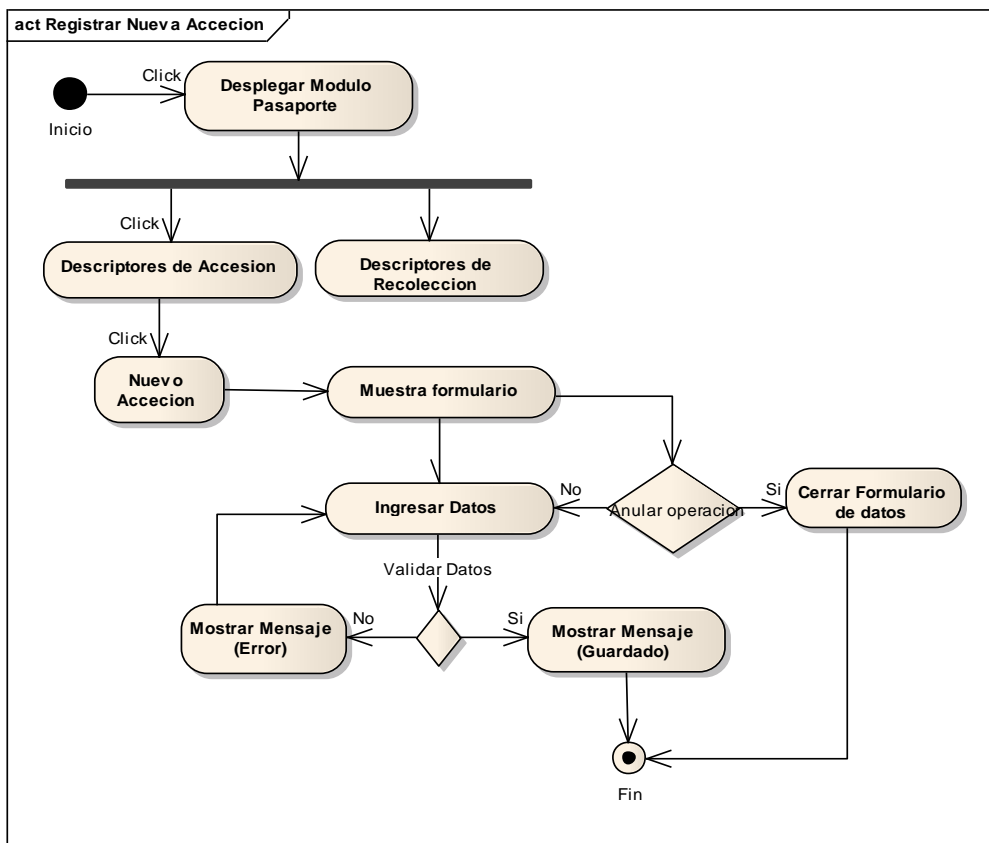 act Registrar Nueva Accecion
Click
Desplegar Modulo
Pasaporte
Inicio
Click
Descriptores de Accesion
Descriptores de
Recoleccion
Click
Nuevo
Accecion
Muestra formulario
Ingresar Datos
No
Anular operacion
Si
Cerrar Formulario
de datos
Validar Datos
Mostrar Mensaje
(Error)
No
Si
Mostrar Mensaje
(Guardado)
Fin